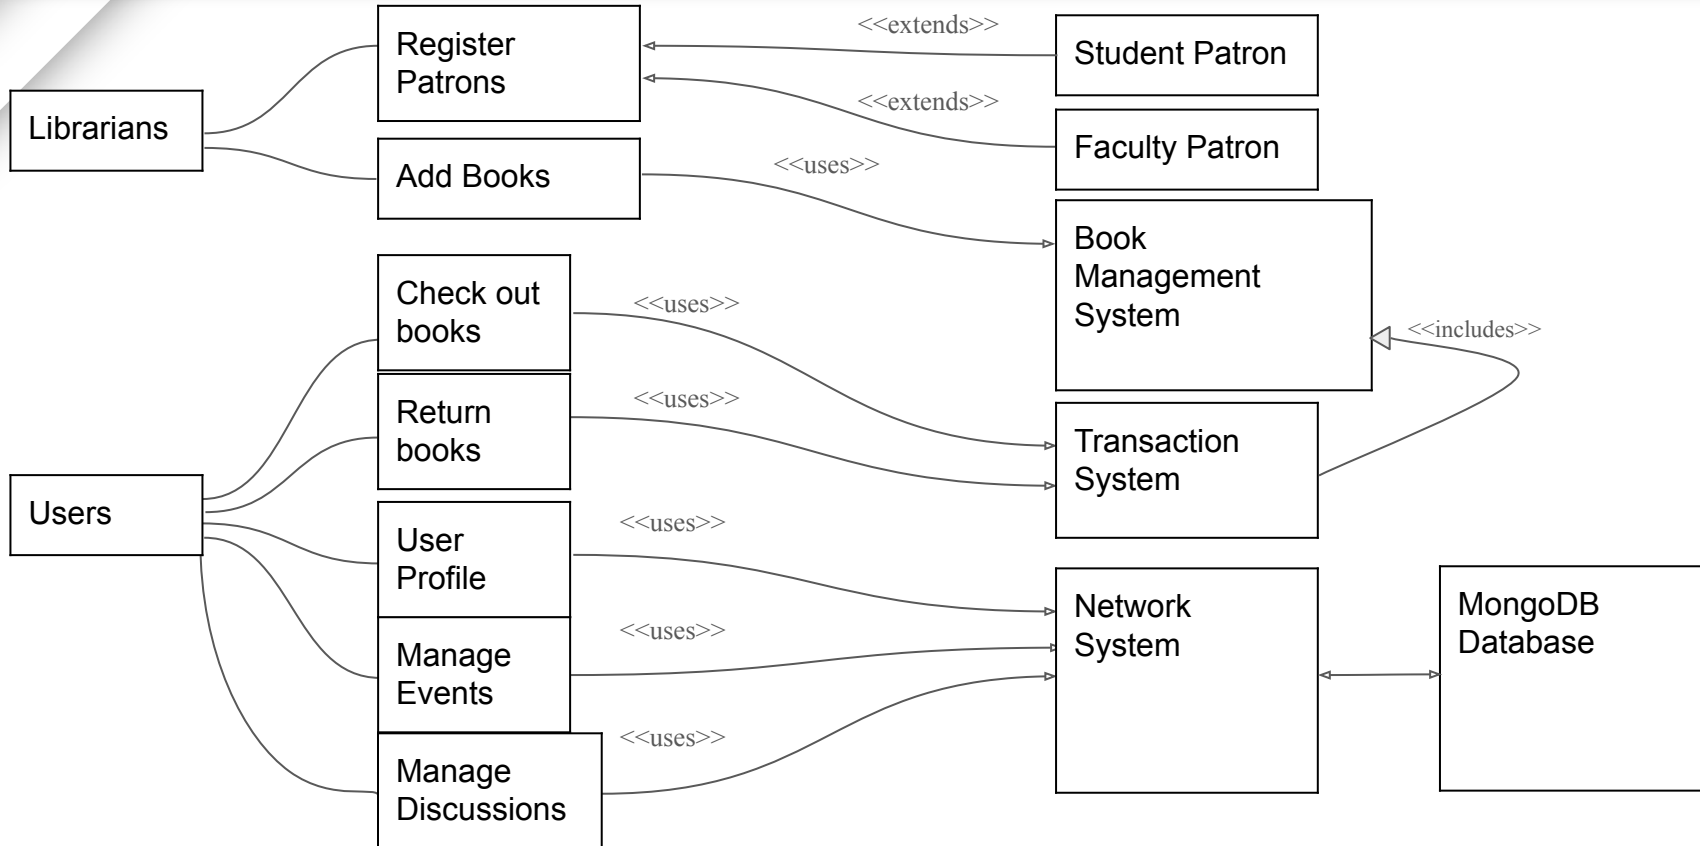 Librarians
Register
Patrons
<<extends>>
Student Patron
<<extends>>
Faculty Patron
Add Books
<<uses>>
Book
Management
System
<<includes>>
Check out
books
<<uses>>
Return
books
<<uses>>
Transaction
System
Users
User
Profile
<<uses>>
Network
System
MongoDB
Database
Manage
Events
<<uses>>
Manage
Discussions
<<uses>>